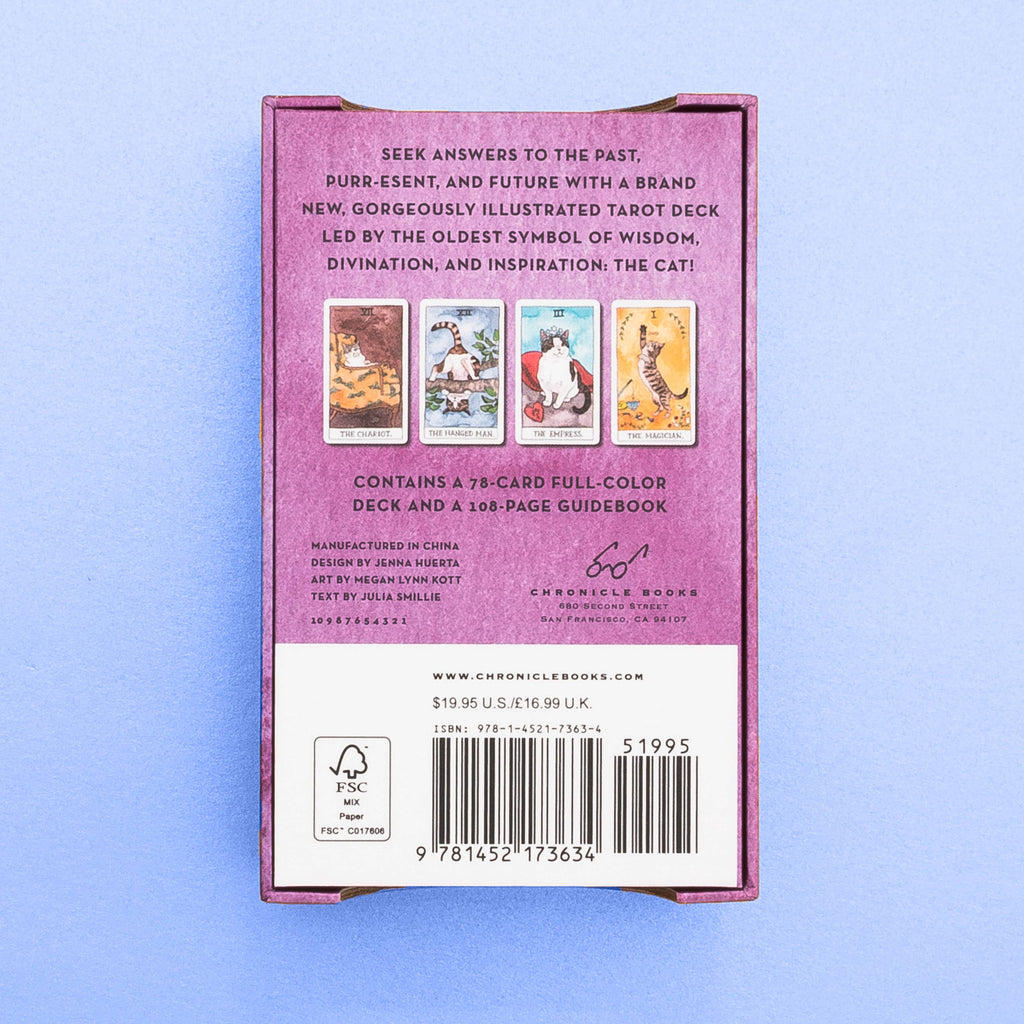 SEEK ANSWERS TO THE PAST,
PURR-ESENT, AND FUTURE WITH A BRAND
NEW, GORGEOUSLY ILLUSTRATED TAROT DECK
LED BY THE OLDEST SYMBOL OF WISDOM,
DIVINATION, AND INSPIRATION: THE CAT!
VII
THE CHARIOT.
XII
THE HANGED MAN.
III
THE EMPRESS.
I
THE MAGICIAN.
CONTAINS A 78-CARD FULL-COLOR
DECK AND A 108-PAGE GUIDEBOOK
MANUFACTURED IN CHINA
DESIGN BY JENNA HUERTA
ART BY MEGAN LYNN KOTT
TEXT BY JULIA SMILLIE
10 9 8 7 6 5 4 3 2 1
CHRONICLE BOOKS
680 SECOND STREET
SAN FRANCISCO, CA 94107
WWW.CHRONICLEBOOKS.COM
$19.95 U.S./£16.99 U.K.
ISBN: 978-1-4521-7363-4
51995
9 781452 173634
FSC
MIX
Paper
FSC™ C017606